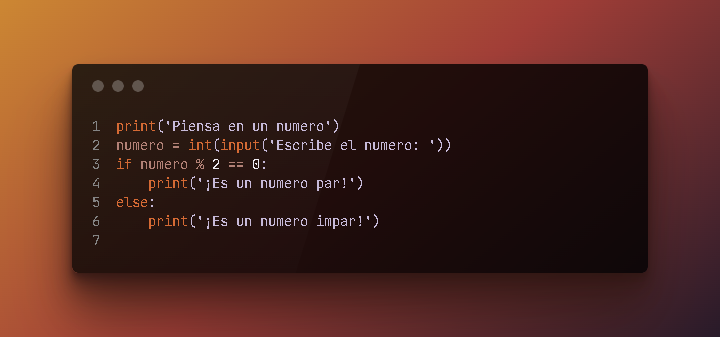 1 print('Piensa en un numero')
2 numero = int(input('Escribe el numero: '))
3 if numero % 2 == 0:
4     print('¡Es un numero par!')
5 else:
6     print('¡Es un numero impar!')
7